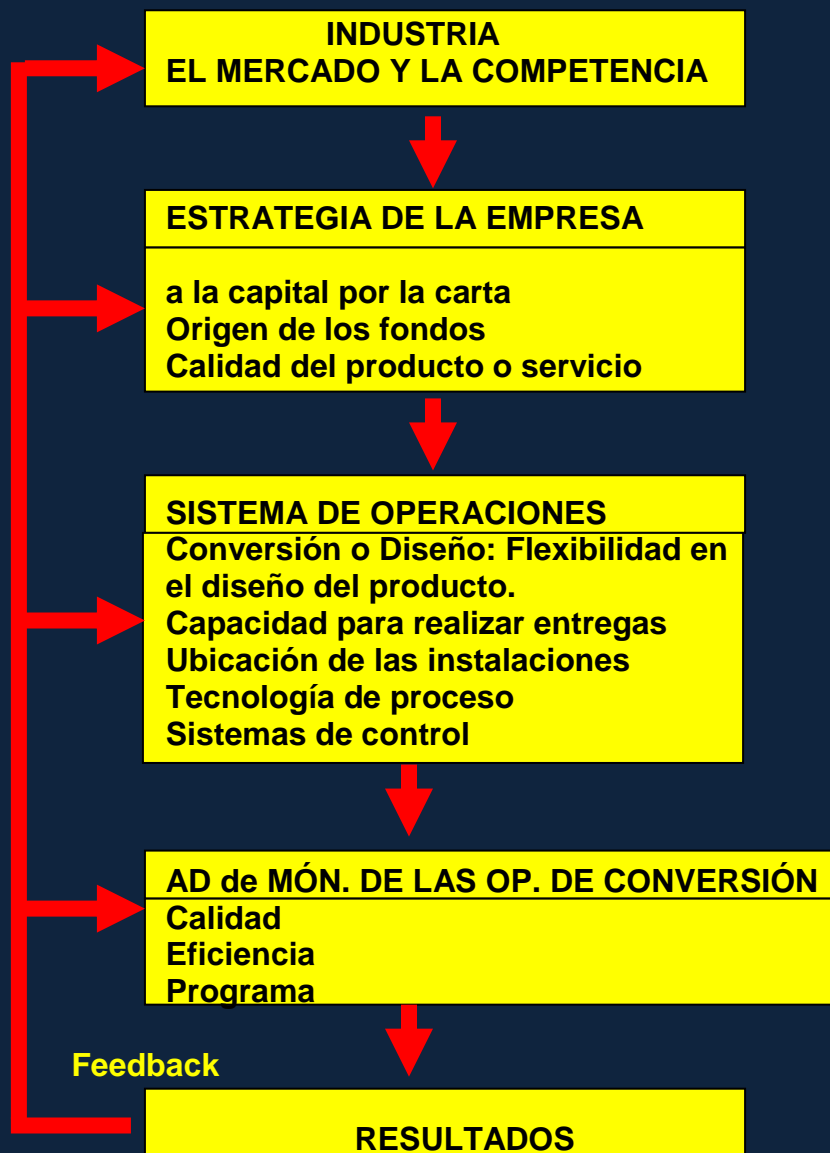 INDUSTRIA
EL MERCADO Y LA COMPETENCIA
ESTRATEGIA DE LA EMPRESA
a la capital por la carta
Origen de los fondos
Calidad del producto o servicio
SISTEMA DE OPERACIONES
Conversión o Diseño: Flexibilidad en
el diseño del producto.
Capacidad para realizar entregas
Ubicación de las instalaciones
Tecnología de proceso
Sistemas de control
AD de MÓN. DE LAS OP. DE CONVERSIÓN
Calidad
Eficiencia
Programa
Feedback
RESULTADOS